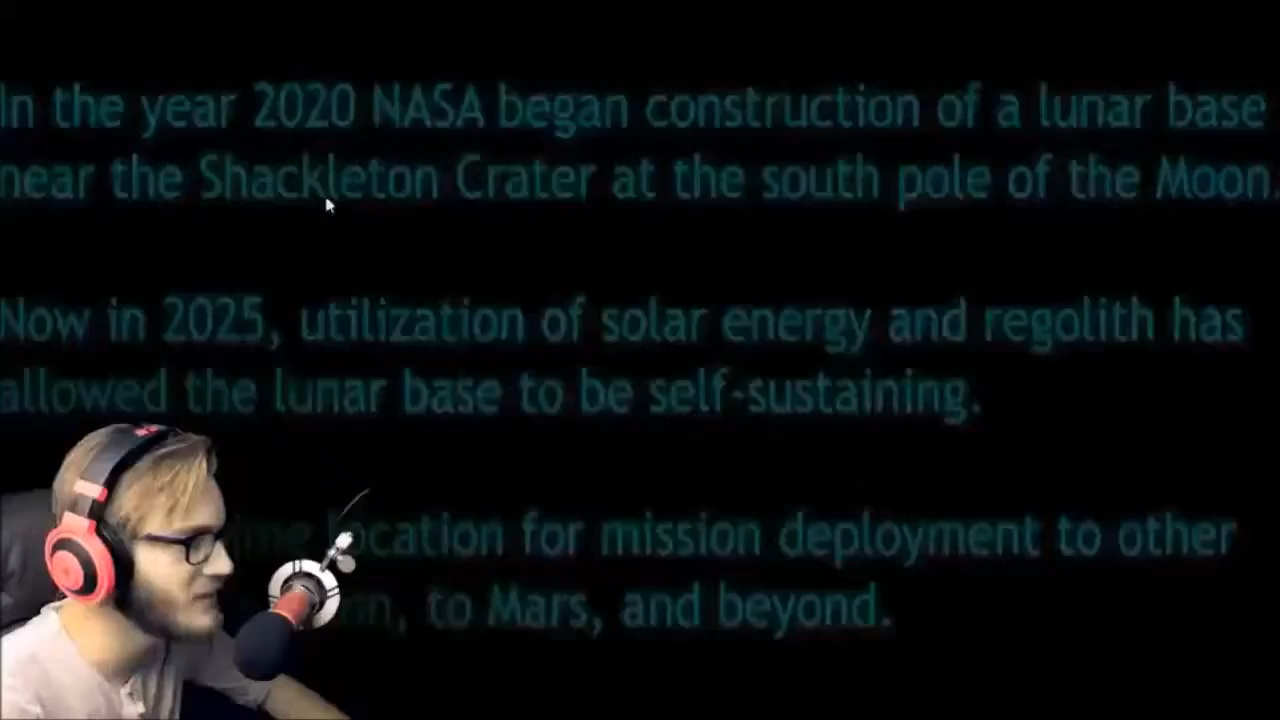 In the year 2020 NASA began construction of a lunar base
near the Shackleton Crater at the south pole of the Moon.
Now in 2025, utilization of solar energy and regolith has
allowed the lunar base to be self-sustaining.
location for mission deployment to other
to Mars, and beyond.